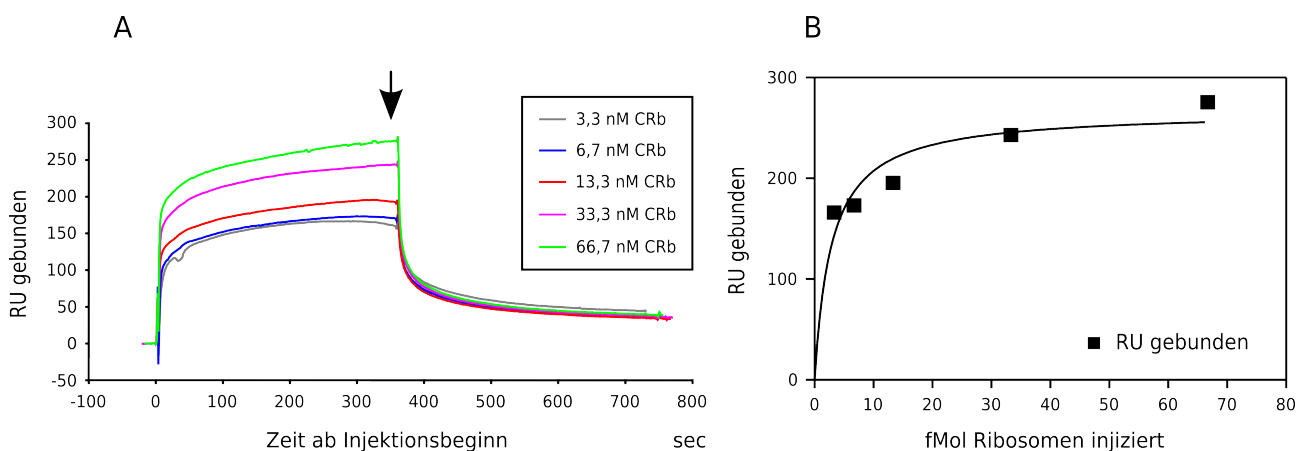 A
B
RU gebunden
300
250
200
150
100
50
0
-50
-100
0
100
200
300
400
500
600
700
800
Zeit ab Injektionsbeginn
sec
3,3 nM CRb
6,7 nM CRb
13,3 nM CRb
33,3 nM CRb
66,7 nM CRb
RU gebunden
300
200
100
0
0
10
20
30
40
50
60
70
80
fMol Ribosomen injiziert
RU gebunden